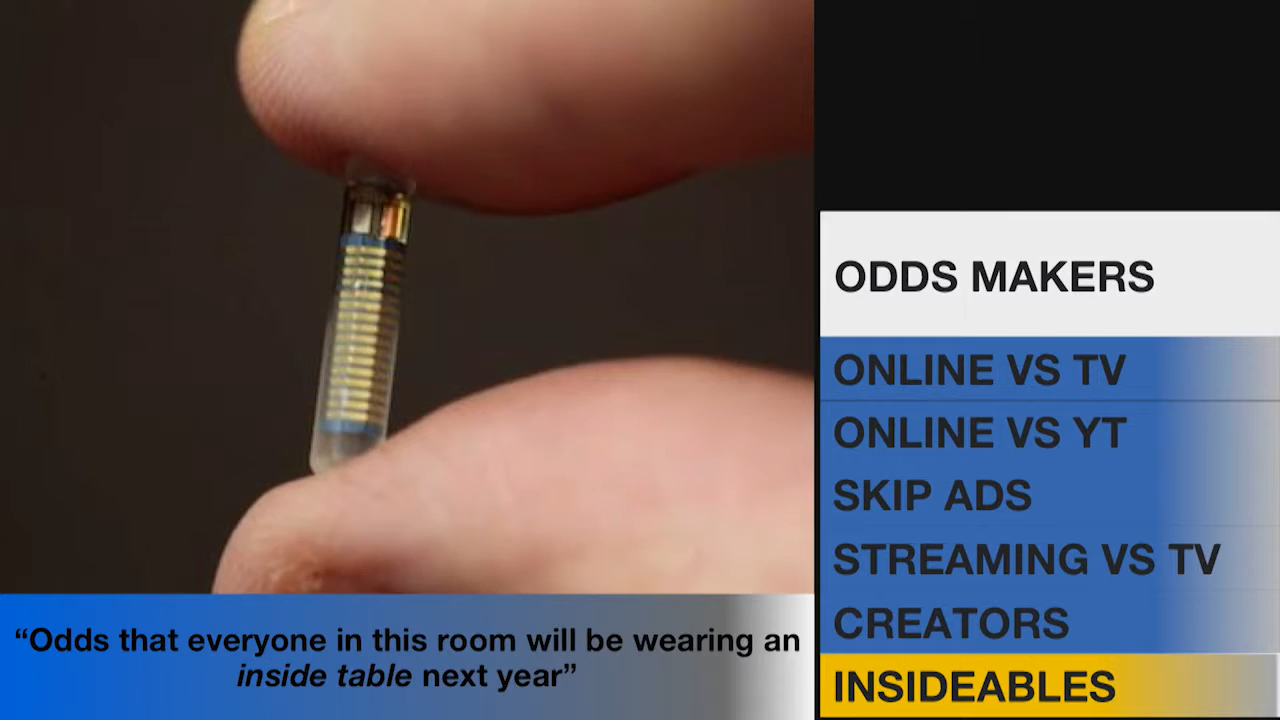 ODDS MAKERS
ONLINE VS TV
ONLINE VS YT
SKIP ADS
STREAMING VS TV
CREATORS
INSIDEABLES
“Odds that everyone in this room will be wearing an
inside table next year”